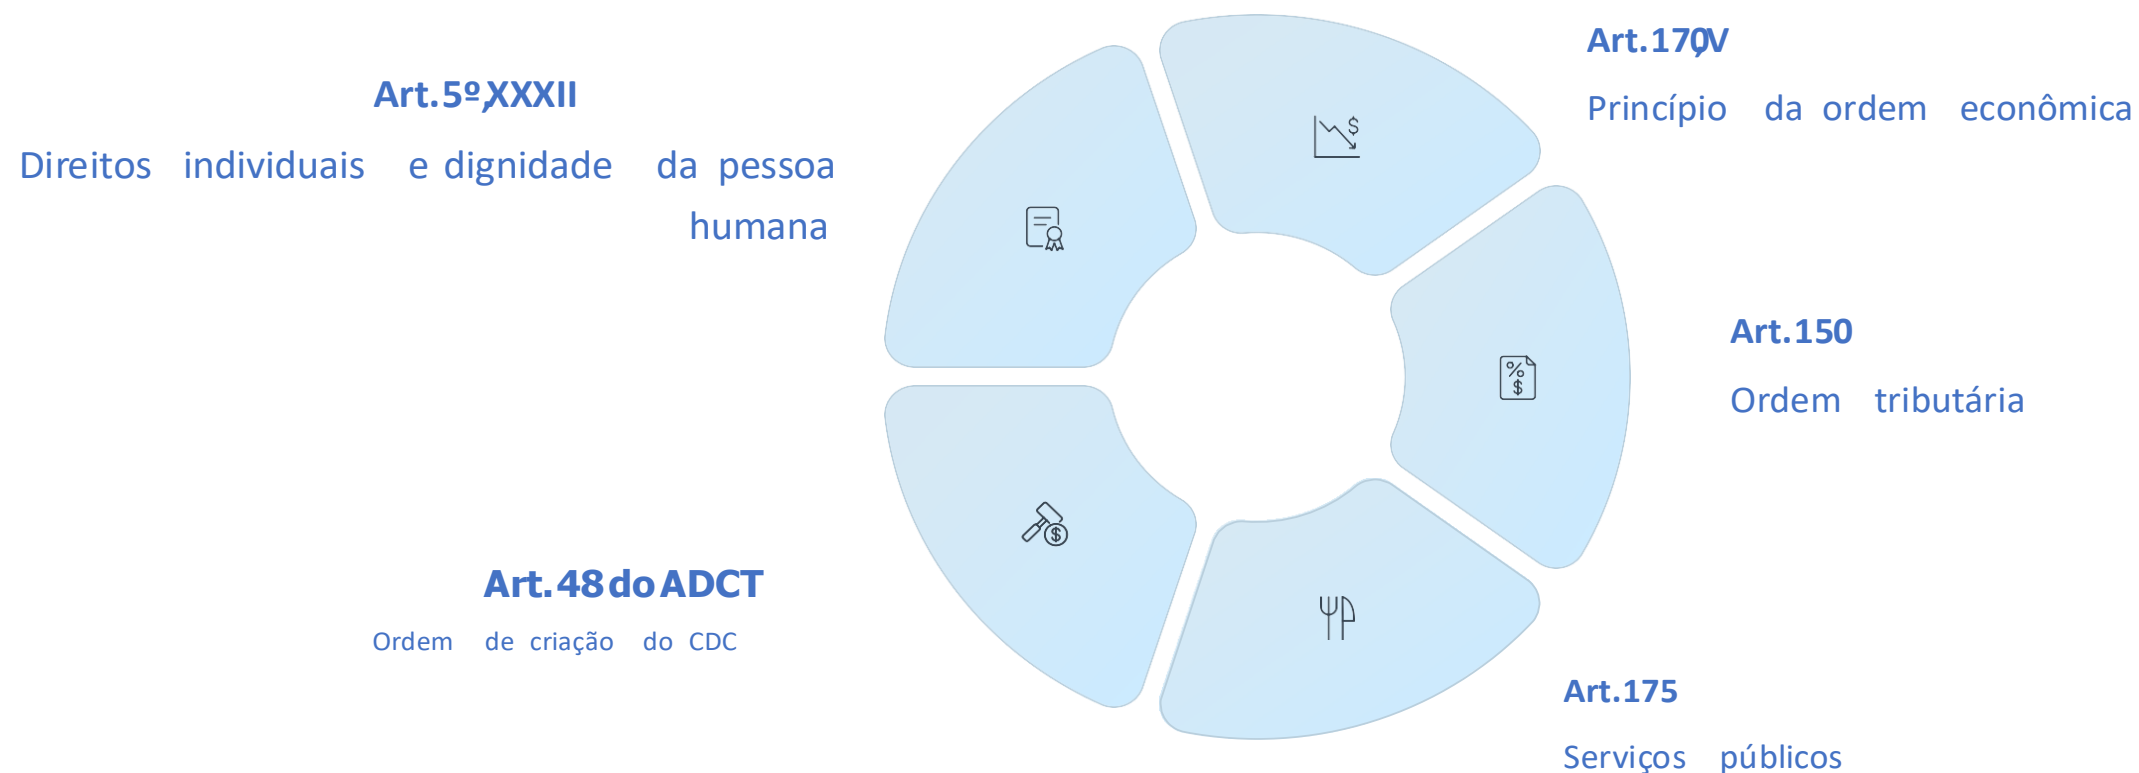 Art.5º,XXXII
Direitos individuais e dignidade da pessoa
humana
Art.170,V
Princípio da ordem econômica
Art.150
Ordem tributária
Art.175
Serviços públicos
Art.48 do ADCT
Ordem de criação do CDC